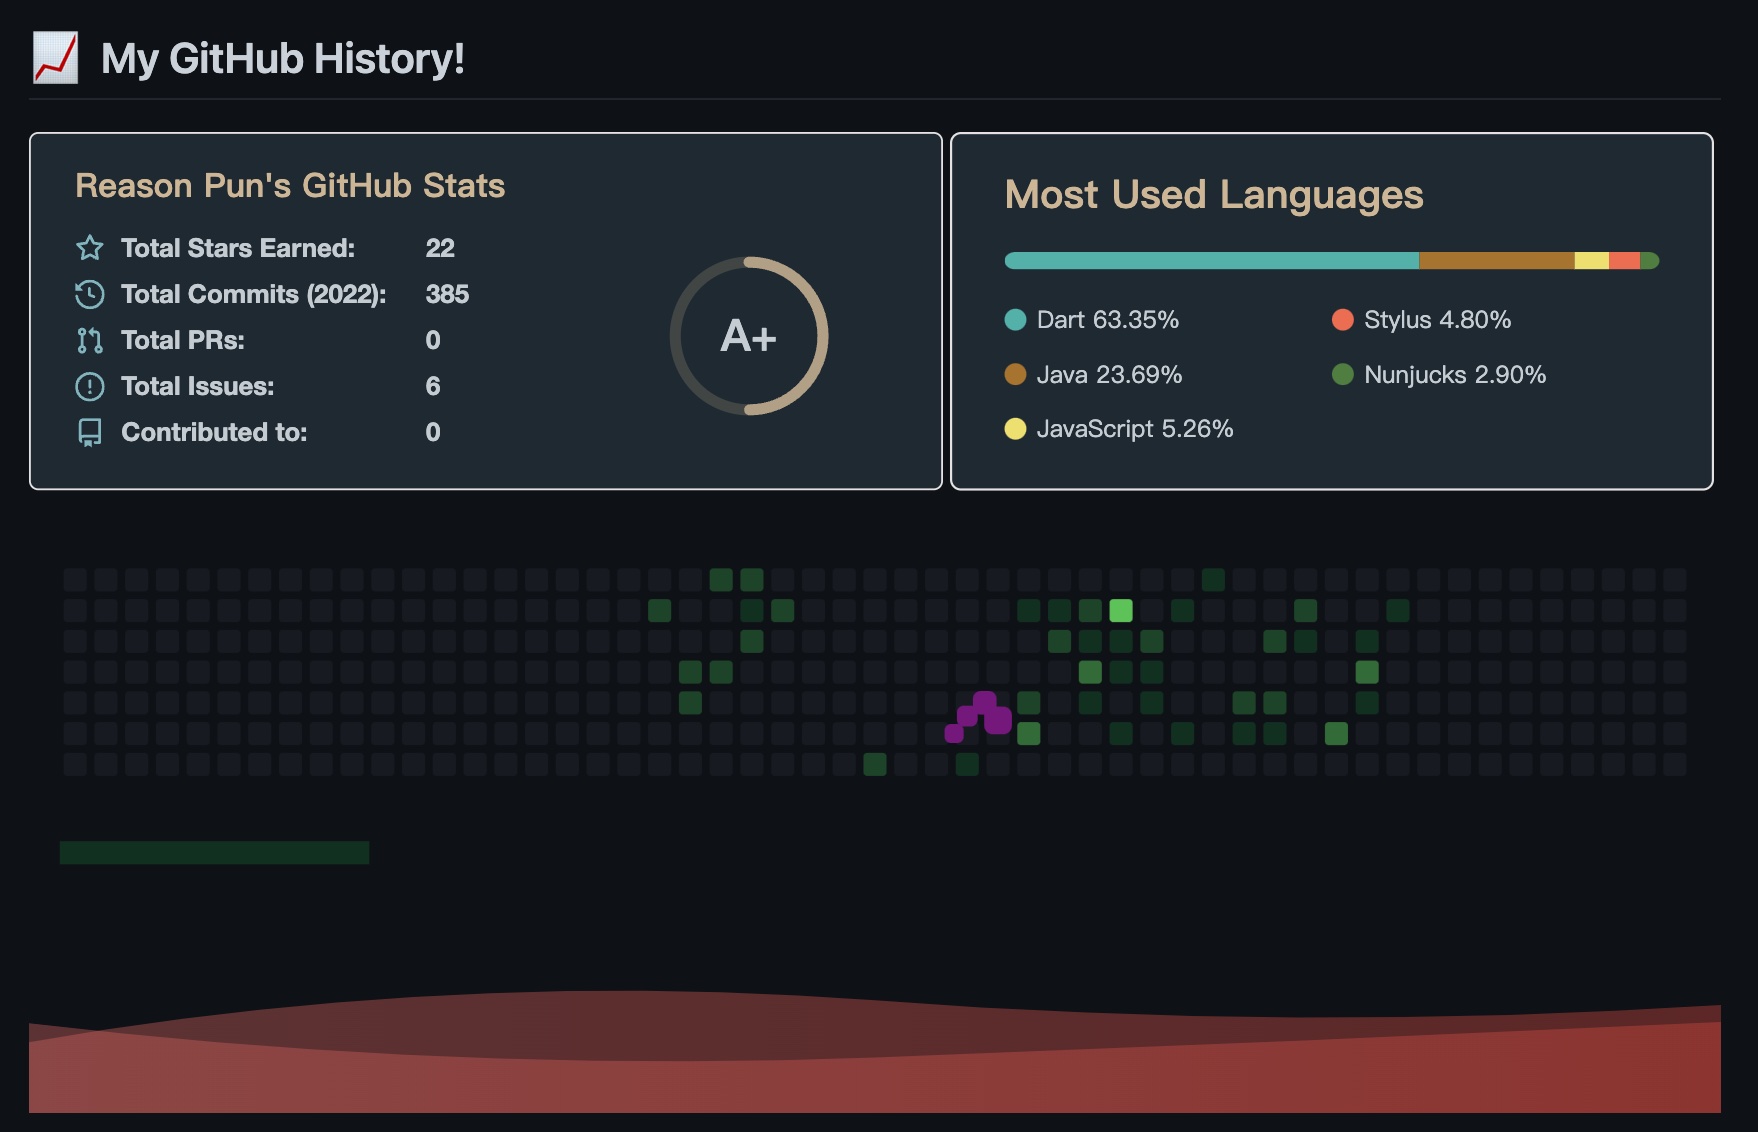 My GitHub History!
Reason Pun's GitHub Stats
Total Stars Earned: 22
Total Commits (2022): 385
Total PRs: 0
Total Issues: 6
Contributed to: 0
A+
Most Used Languages
Dart 63.35%
Java 23.69%
JavaScript 5.26%
Stylus 4.80%
Nunjucks 2.90%